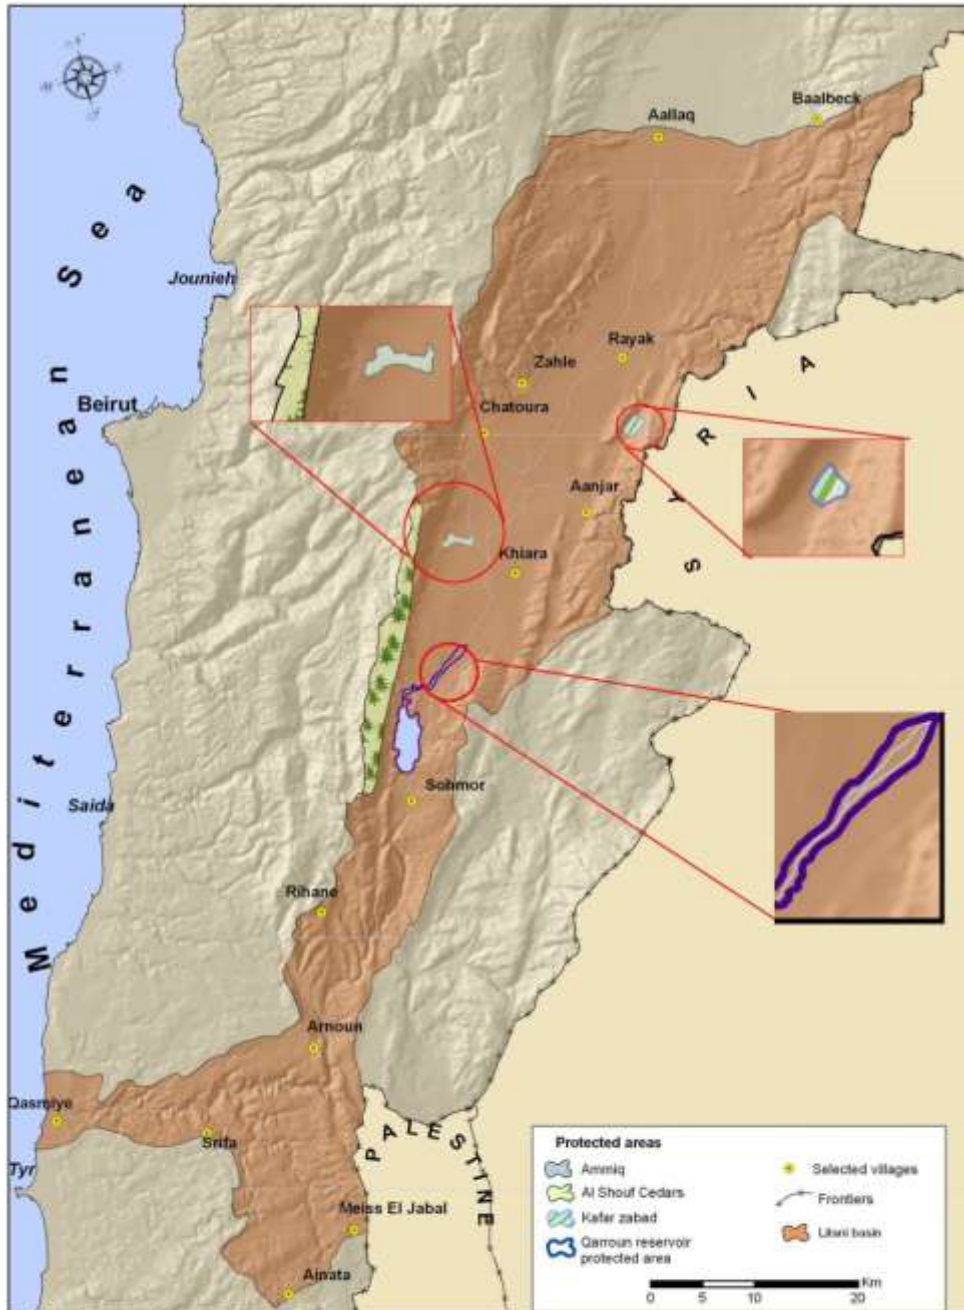 Baalbeck
Aallaq
Mediterranean Sea
Jounieh
Rayak
Zahle
SYRIA
Beirut
Chatoura
Aanjar
Khiara
Sohmor
Saida
Rihane
Arnoun
Qasmiye
Srifa
PALESTINE
Tyr
Meiss El Jabal
Ainata
Protected areas
Ammiq
Al Shouf Cedars
Kafer zabad
Qarroun reservoir
protected area
Selected villages
Frontiers
Litani basin
Km
0 5 10 20